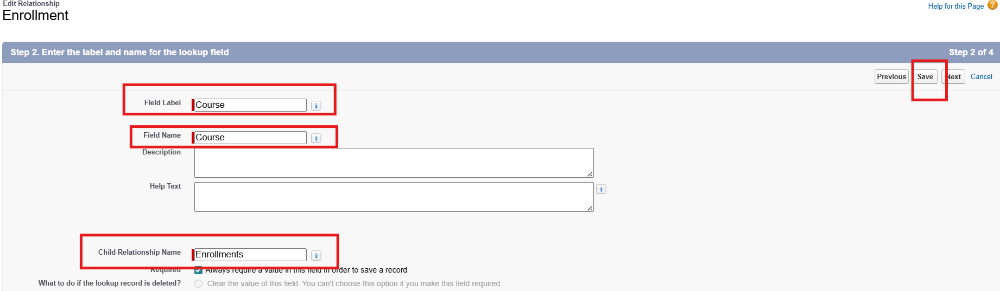 Edit Relationship
Enrollment
Help for this Page
Step 2. Enter the label and name for the lookup field
Step 2 of 4
Previous
Save
Next
Cancel
Field Label
Course
Field Name
Course
Description
Help Text
Child Relationship Name
Enrollments
Required
Always require a value in this field in order to save a record
What to do if the lookup record is deleted?
Clear the value of this field. You can't choose this option if you make this field required.